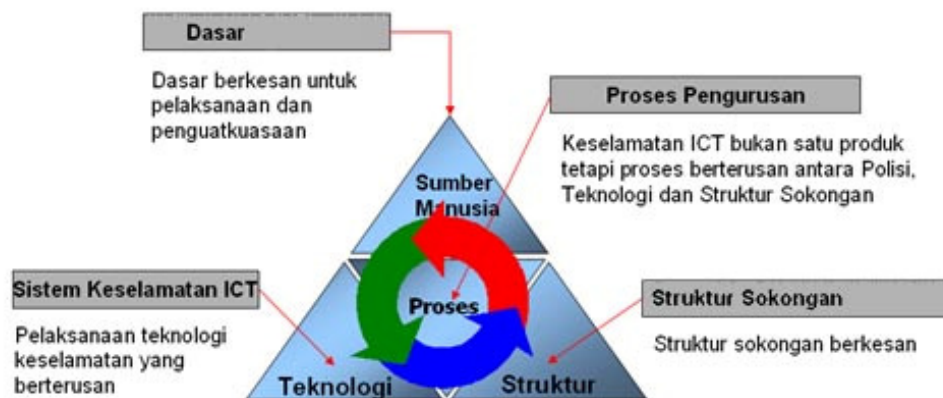 Dasar
Dasar berkesan untuk
pelaksanaan dan
penguatkuasaan
Proses Pengurusan
Keselamatan ICT bukan satu produk
tetapi proses berterusan antara Polisi,
Teknologi dan Struktur Sokongan
Sumber
Manusia
Proses
Sistem Keselamatan ICT
Pelaksanaan teknologi
keselamatan yang
berterusan
Struktur Sokongan
Struktur sokongan berkesan
Teknologi
Struktur